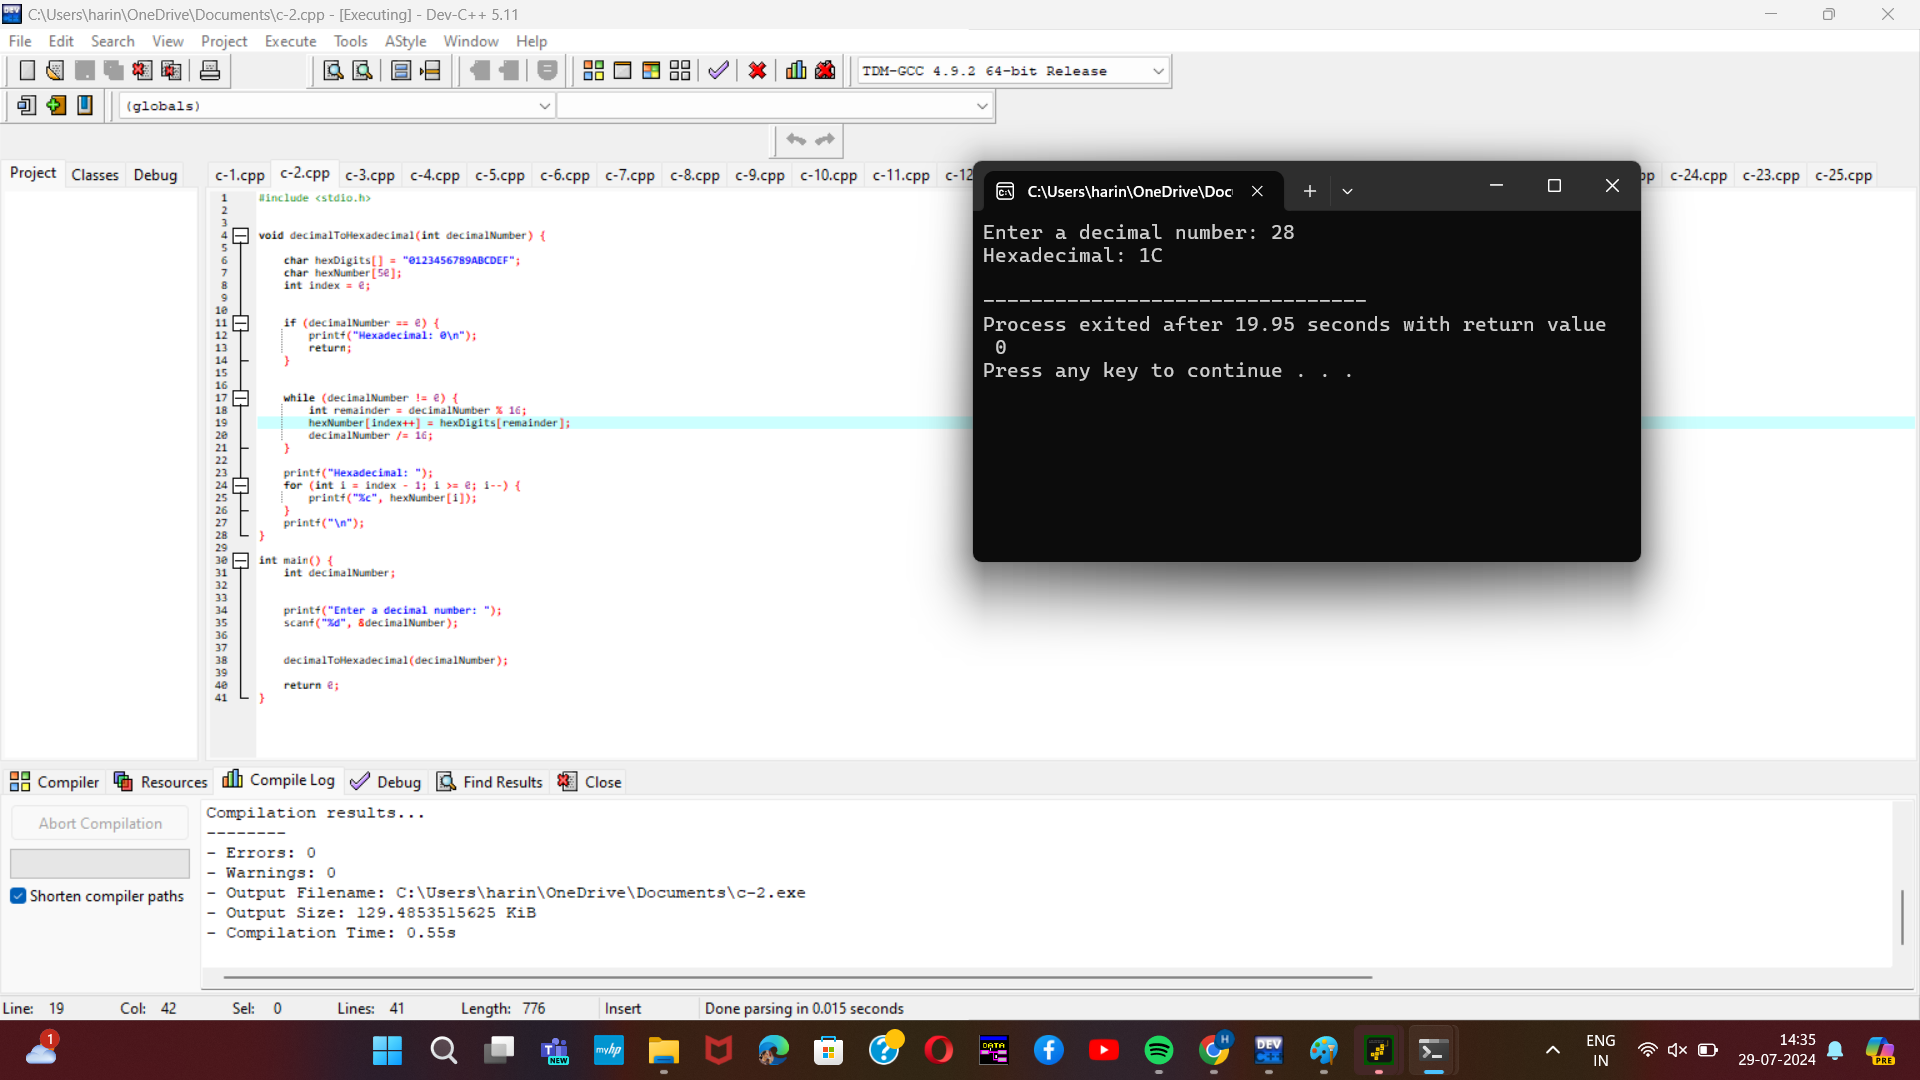 C:\Users\harin\OneDrive\Documents\c-2.cpp - [Executing] - Dev-C++ 5.11
File Edit Search View Project Execute Tools AStyle Window Help
TDM-GCC 4.9.2 64-bit Release
(globals)
Project Classes Debug
c-1.cpp c-2.cpp c-3.cpp c-4.cpp c-5.cpp c-6.cpp c-7.cpp c-8.cpp c-9.cpp c-10.cpp c-11.cpp c-12 pp c-24.cpp c-23.cpp c-25.cpp
1 #include <stdio.h>
2
3
4 void decimalToHexadecimal(int decimalNumber) {
5
6 char hexDigits[] = "0123456789ABCDEF";
7 char hexNumber[50];
8 int index = 0;
9
10
11 if (decimalNumber == 0) {
12 printf("Hexadecimal: 0\n");
13 return;
14 }
15
16
17 while (decimalNumber != 0) {
18 int remainder = decimalNumber % 16;
19 hexNumber[index++] = hexDigits[remainder];
20 decimalNumber /= 16;
21 }
22
23 printf("Hexadecimal: ");
24 for (int i = index - 1; i >= 0; i--) {
25 printf("%c", hexNumber[i]);
26 }
27 printf("\n");
28 }
29
30 int main() {
31 int decimalNumber;
32
33
34 printf("Enter a decimal number: ");
35 scanf("%d", &decimalNumber);
36
37
38 decimalToHexadecimal(decimalNumber);
39
40 return 0;
41 }
C:\Users\harin\OneDrive\Doc
Enter a decimal number: 28
Hexadecimal: 1C
--------------------------------
Process exited after 19.95 seconds with return value
0
Press any key to continue . . .
Compiler Resources Compile Log Debug Find Results Close
Abort Compilation
Shorten compiler paths
Compilation results...
--------
- Errors: 0
- Warnings: 0
- Output Filename: C:\Users\harin\OneDrive\Documents\c-2.exe
- Output Size: 129.4853515625 KiB
- Compilation Time: 0.55s
Line: 19 Col: 42 Sel: 0 Lines: 41 Length: 776 Insert Done parsing in 0.015 seconds
1
NEW
myhp
DATA
H
DEV
ENG
IN
14:35
29-07-2024
PRE